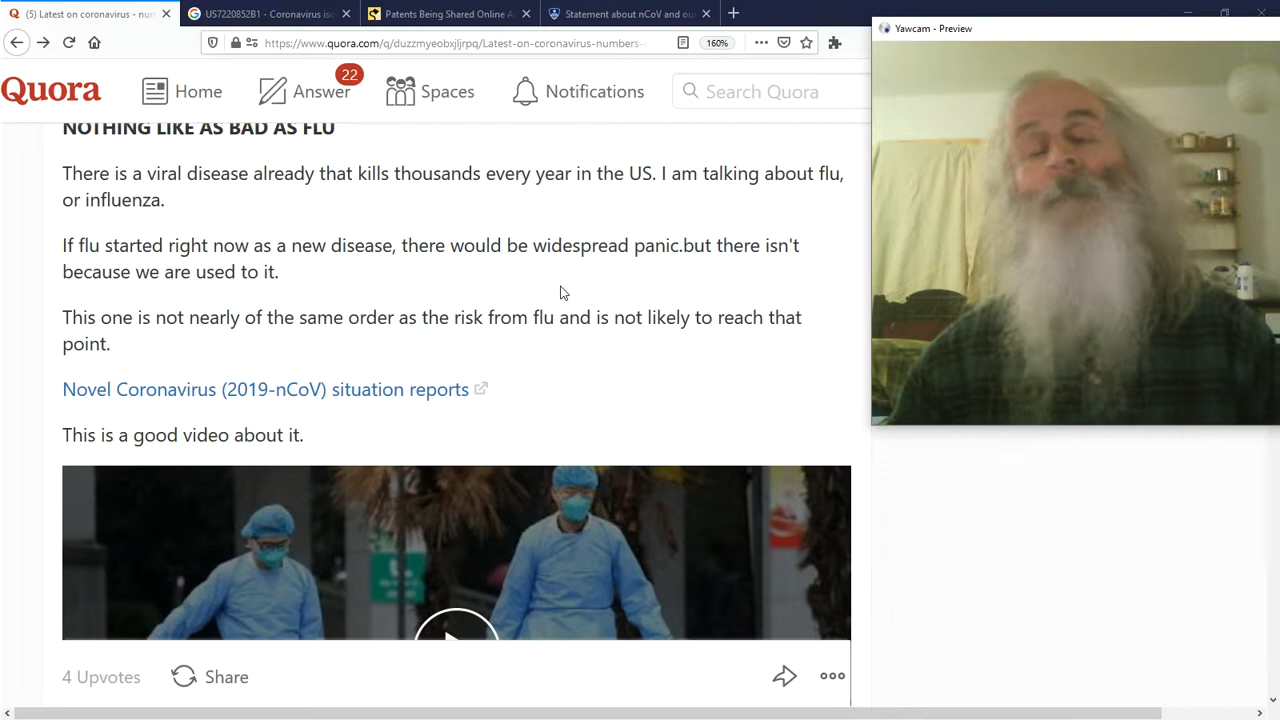 (5) Latest on coronavirus - num
US7220852B1 - Coronavirus iso
Patents Being Shared Online A
Statement about nCoV and ou
https://www.quora.com/q/duzzmyeobxjljrpq/Latest-on-coronavirus-numbers-
160%
Yawcam - Preview
Quora
Home
Answer
22
Spaces
Notifications
Search Quora
NOTHING LIKE AS BAD AS FLU
There is a viral disease already that kills thousands every year in the US. I am talking about flu,
or influenza.
If flu started right now as a new disease, there would be widespread panic.but there isn't
because we are used to it.
This one is not nearly of the same order as the risk from flu and is not likely to reach that
point.
Novel Coronavirus (2019-nCoV) situation reports
This is a good video about it.
4 Upvotes
Share